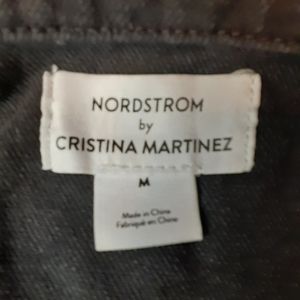 NORDSTROM
by
CRISTINA MARTINEZ
M
Made in China
Fabriqué en Chine